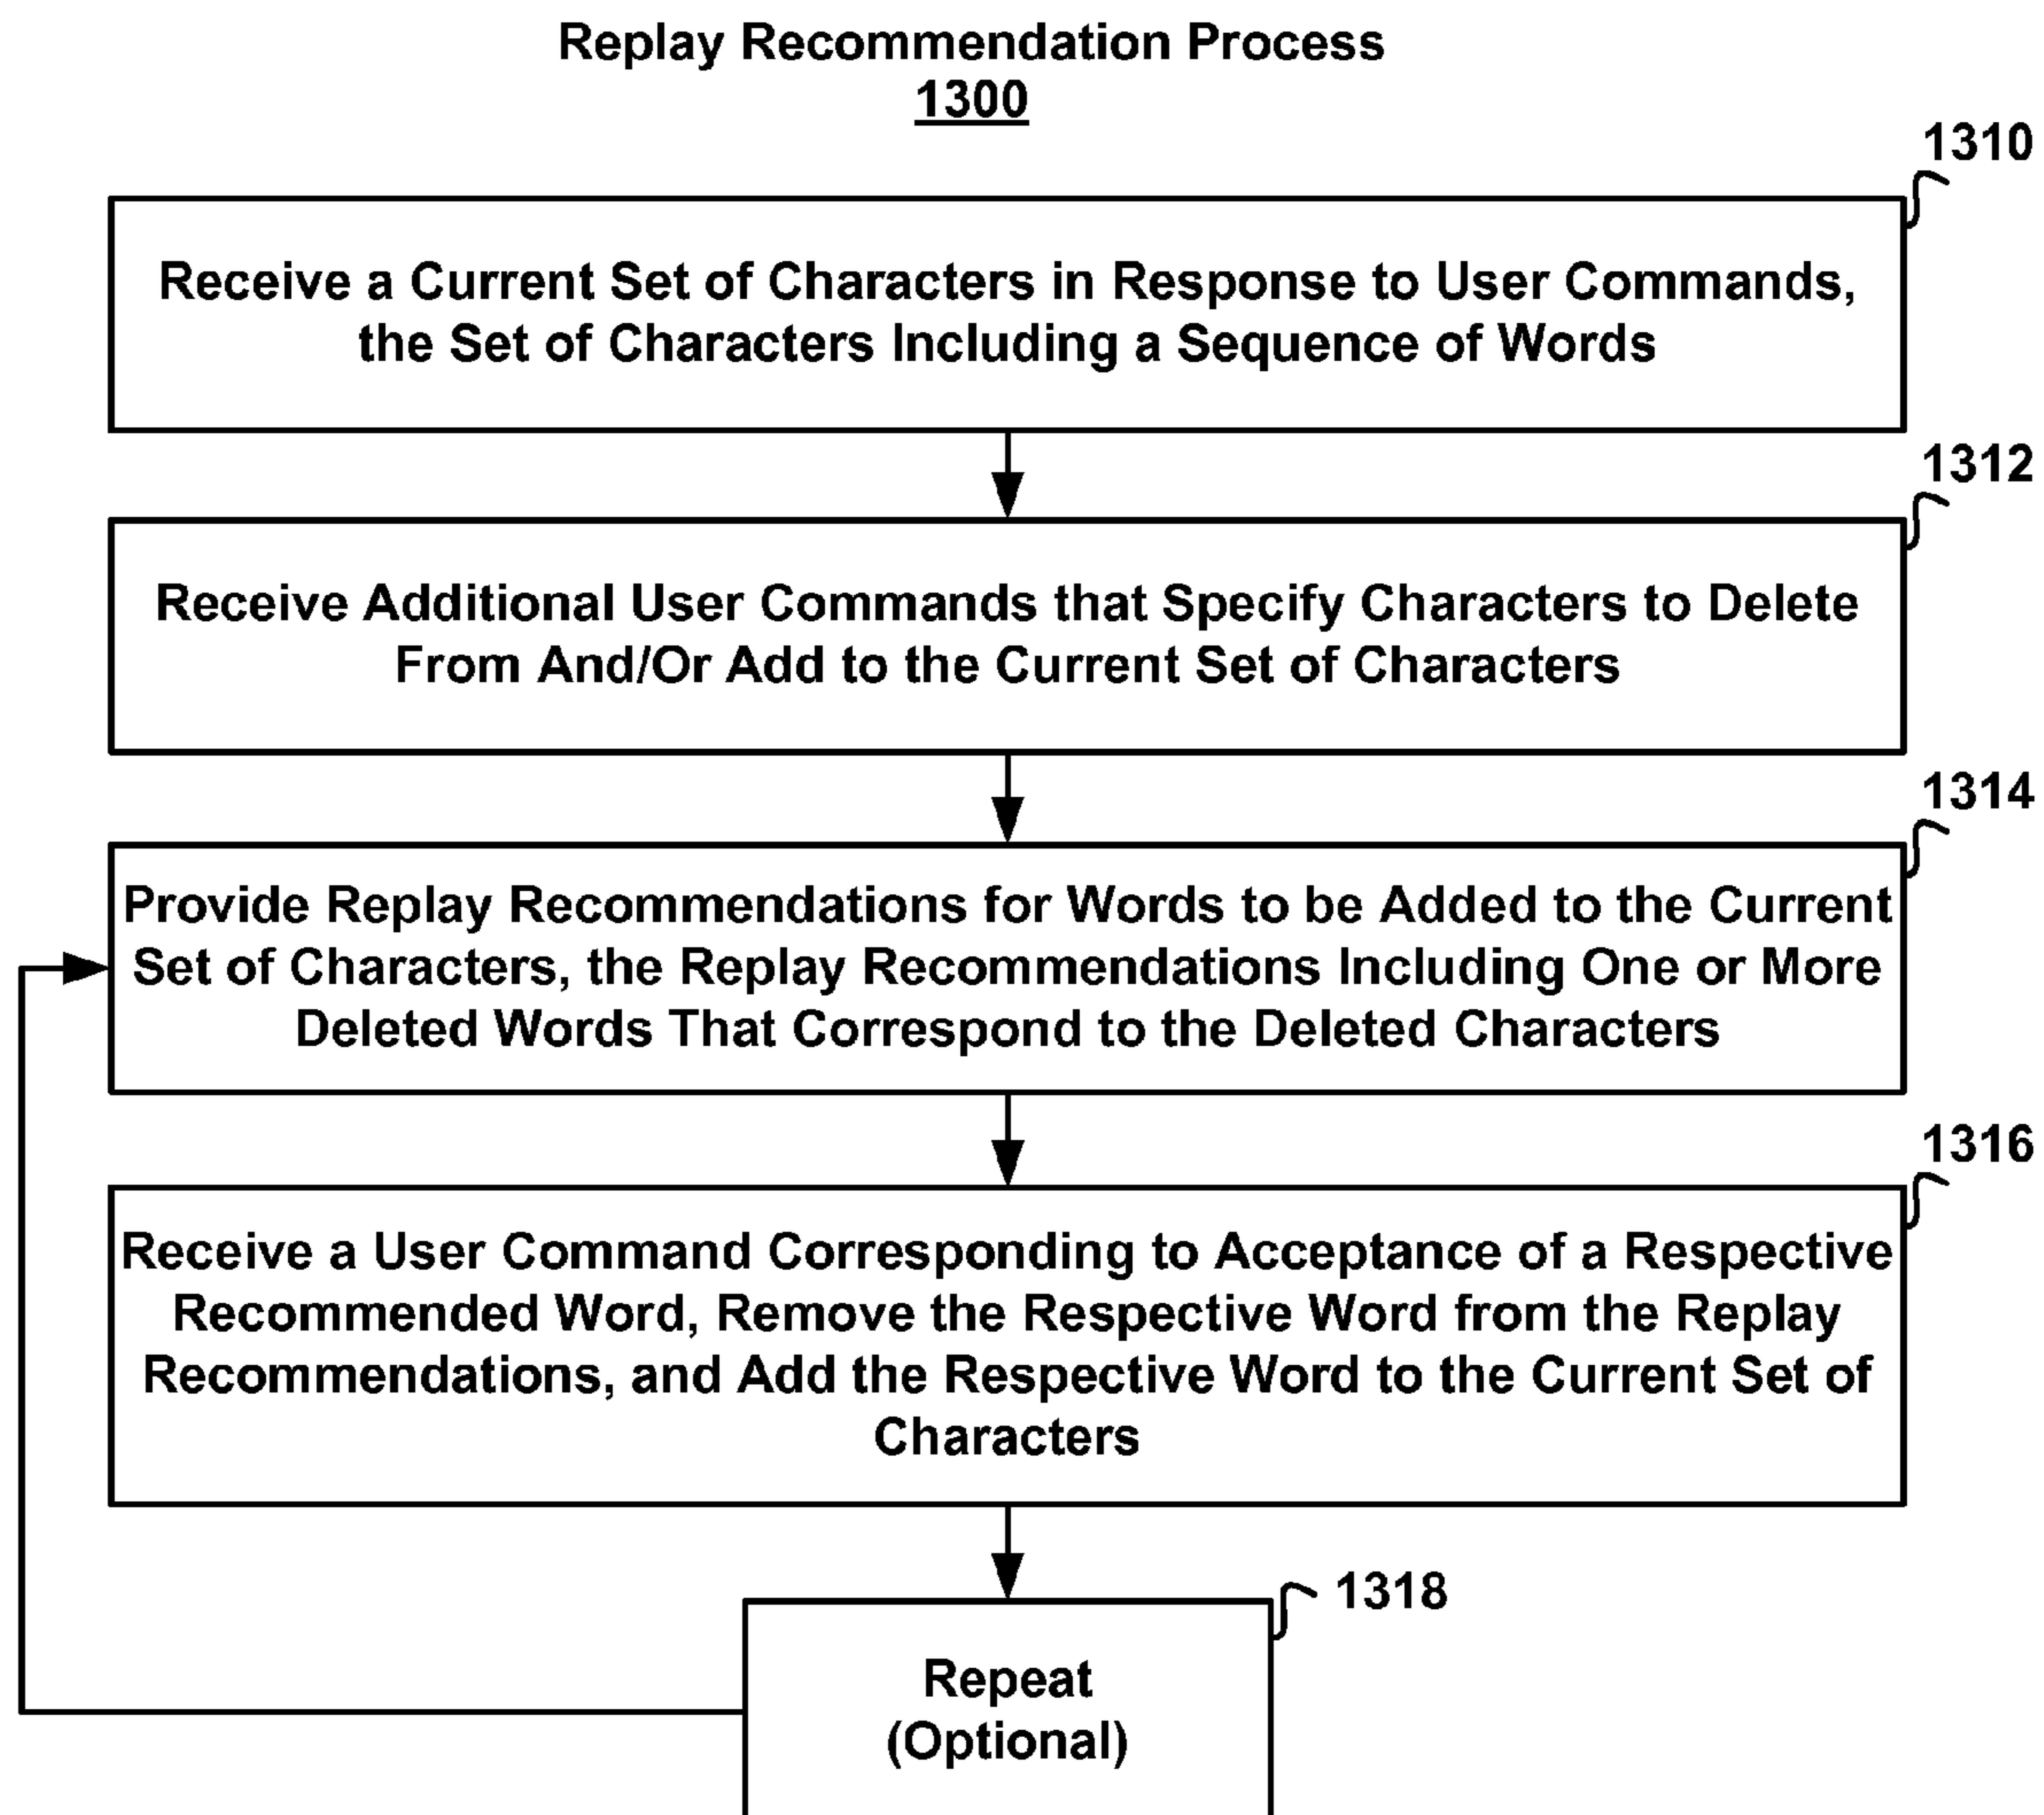 Replay Recommendation Process
1300
1310
Receive a Current Set of Characters in Response to User Commands,
the Set of Characters Including a Sequence of Words
1312
Receive Additional User Commands that Specify Characters to Delete
From And/Or Add to the Current Set of Characters
1314
Provide Replay Recommendations for Words to be Added to the Current
Set of Characters, the Replay Recommendations Including One or More
Deleted Words That Correspond to the Deleted Characters
1316
Receive a User Command Corresponding to Acceptance of a Respective
Recommended Word, Remove the Respective Word from the Replay
Recommendations, and Add the Respective Word to the Current Set of
Characters
1318
Repeat
(Optional)